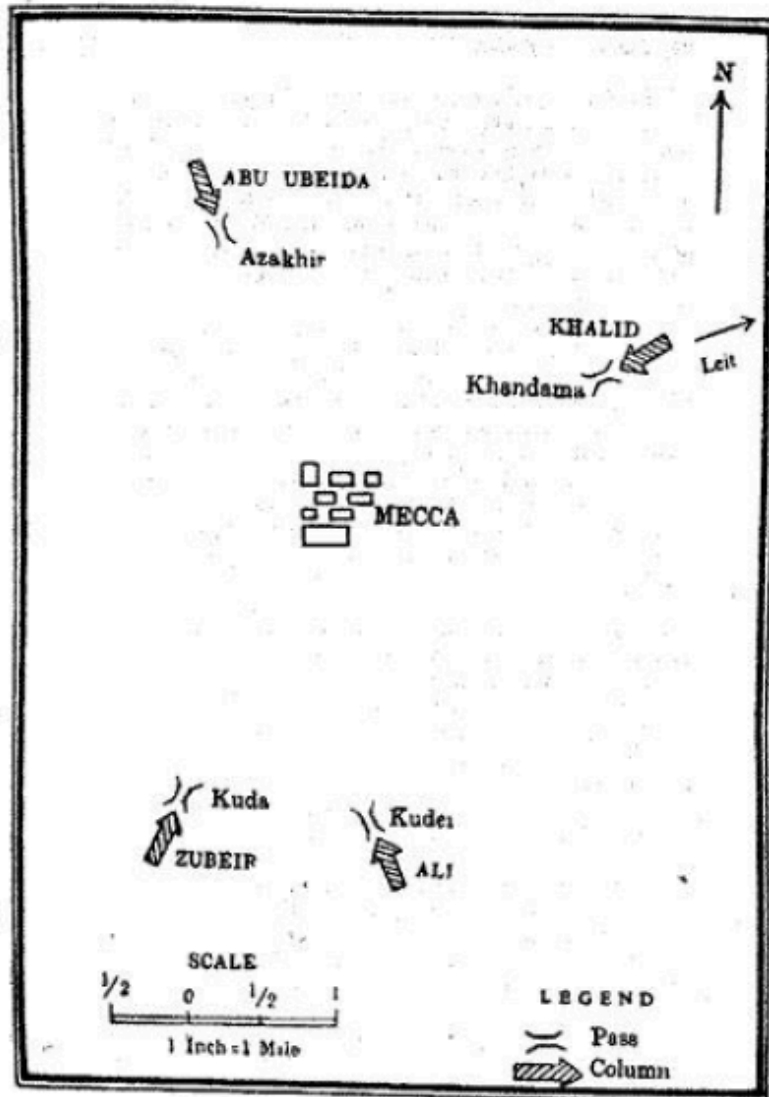 N
ABU UBEIDA
Azakhir
KHALID
Leit
Khandama
MECCA
Kuda
Kudei
ZUBEIR
ALI
SCALE
1/2 0 1/2 1
1 Inch = 1 Mile
LEGEND
Pass
Column